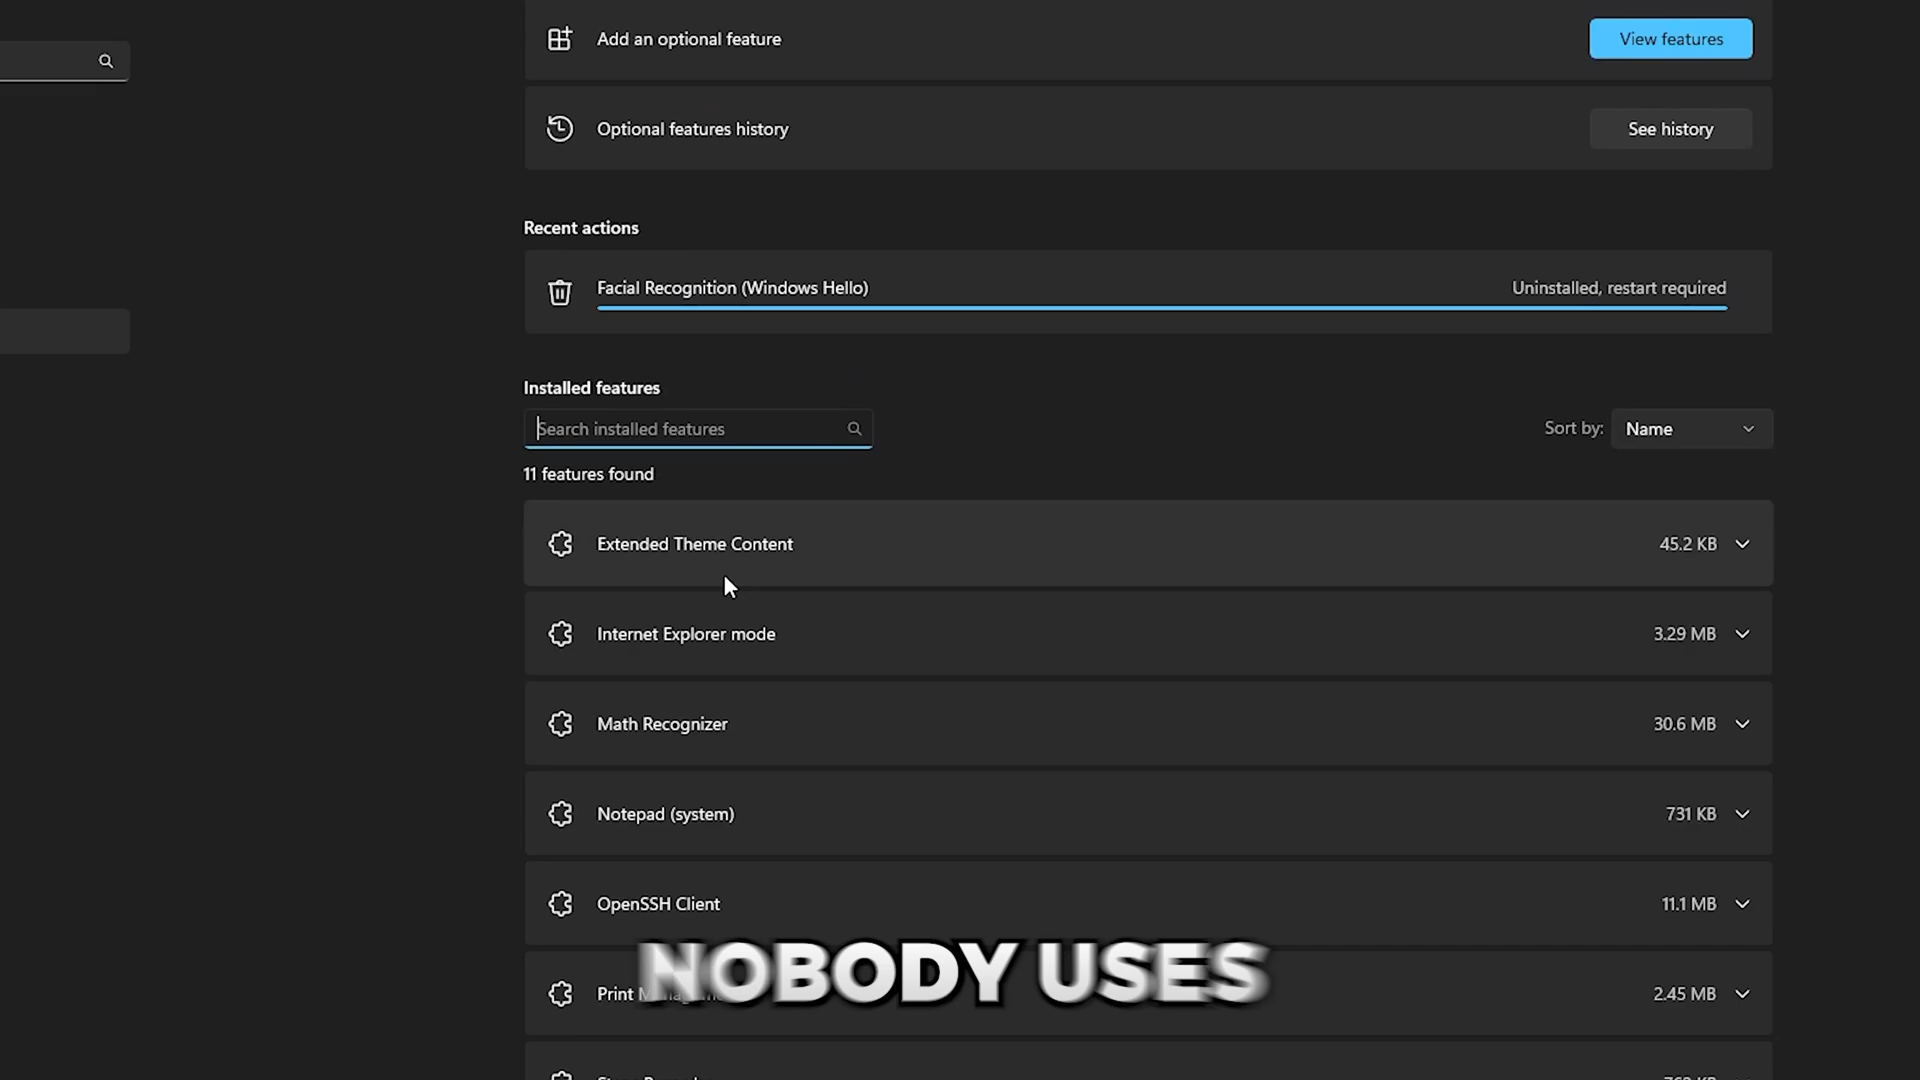 Add an optional feature
View features
Optional features history
See history
Recent actions
Facial Recognition (Windows Hello)
Uninstalled, restart required
Installed features
Search installed features
Sort by:
Name
11 features found
Extended Theme Content
45.2 KB
Internet Explorer mode
3.29 MB
Math Recognizer
30.6 MB
Notepad (system)
731 KB
OpenSSH Client
11.1 MB
NOBODY USES
Print
2.45 MB